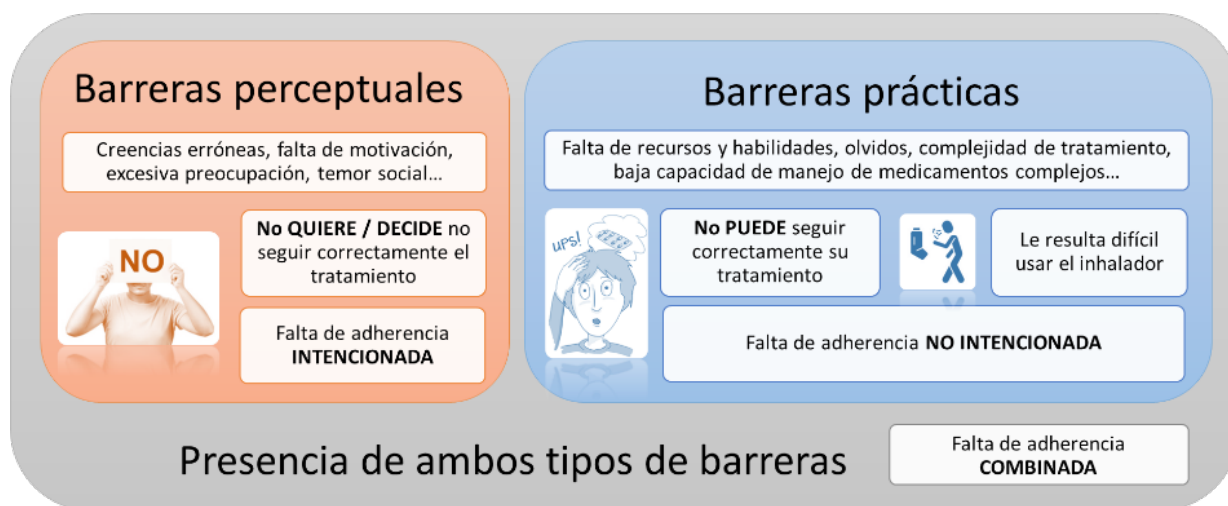 Barreras perceptuales
Creencias erróneas, falta de motivación,
excesiva preocupación, temor social...
NO
No QUIERE / DECIDE no
seguir correctamente el
tratamiento
Falta de adherencia
INTENCIONADA
Barreras prácticas
Falta de recursos y habilidades, olvidos, complejidad de tratamiento,
baja capacidad de manejo de medicamentos complejos...
ups!
No PUEDE seguir
correctamente su
tratamiento
Le resulta difícil
usar el inhalador
Falta de adherencia NO INTENCIONADA
Presencia de ambos tipos de barreras
Falta de adherencia
COMBINADA